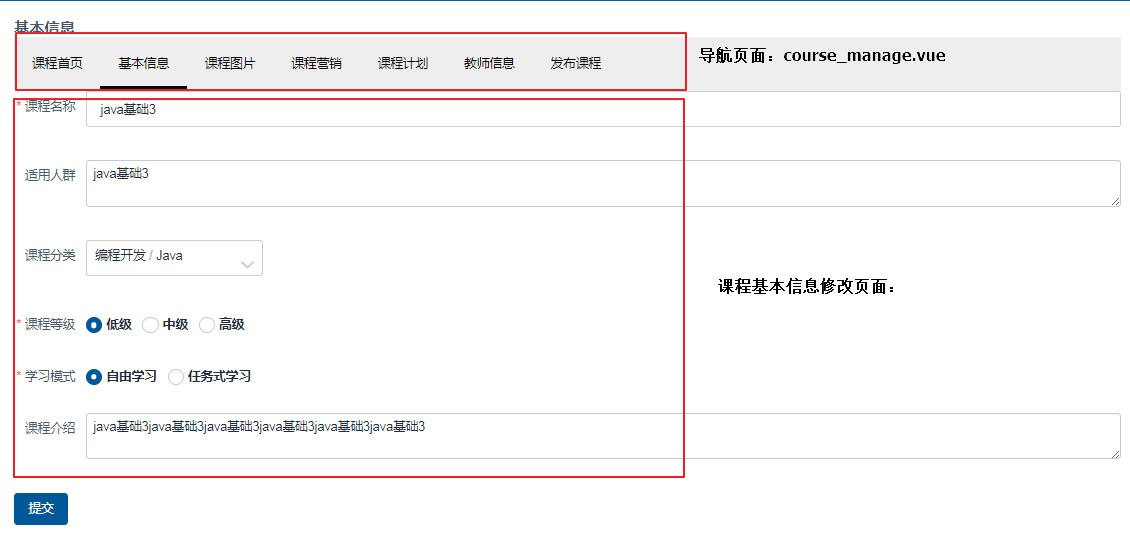 基本信息
课程首页 基本信息 课程图片 课程营销 课程计划 教师信息 发布课程
导航页面：course_manage.vue
* 课程名称 java基础3
适用人群 java基础3
课程分类 编程开发 / Java
课程基本信息修改页面：
* 课程等级 低级 中级 高级
* 学习模式 自由学习 任务式学习
课程介绍 java基础3java基础3java基础3java基础3java基础3java基础3
提交